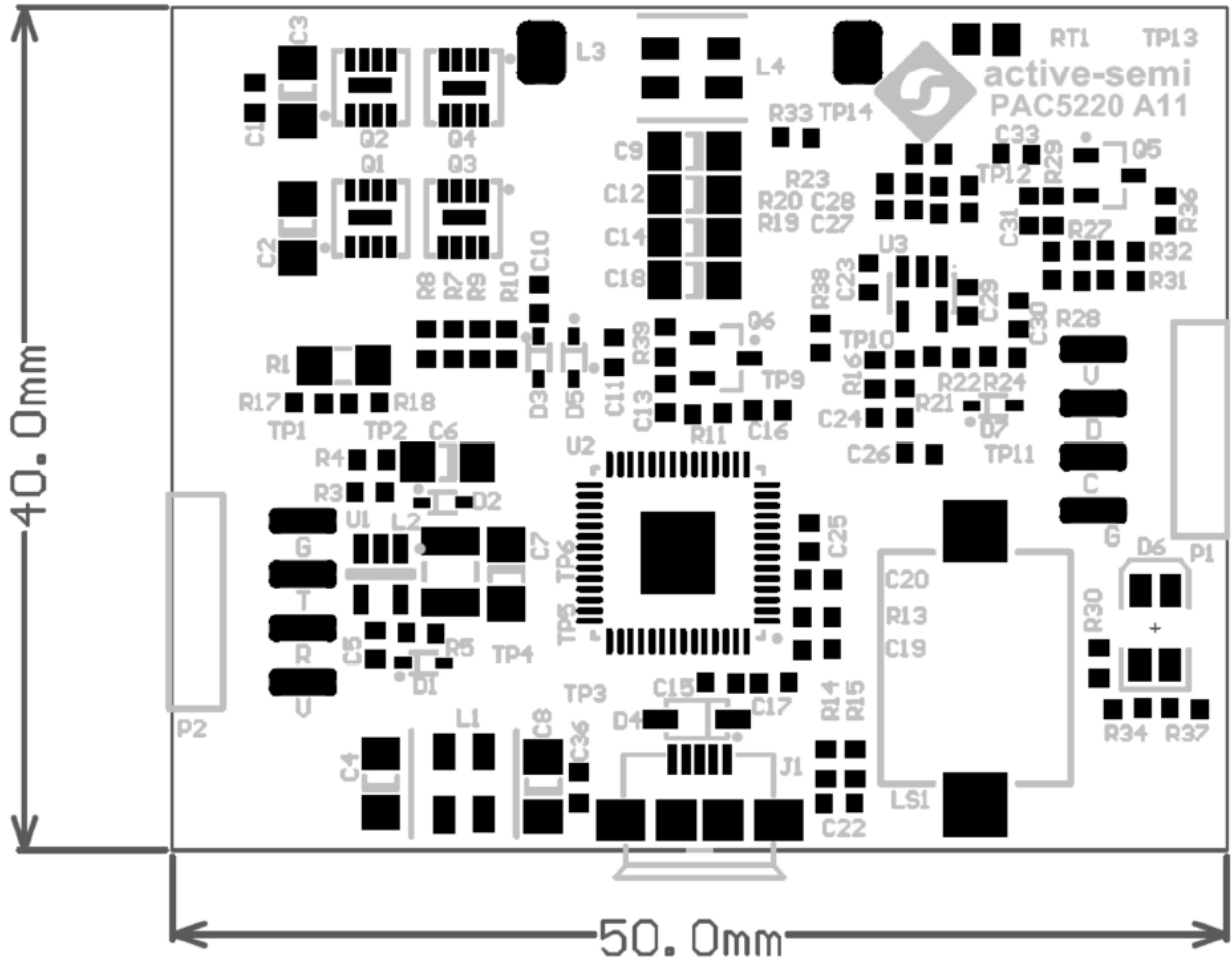 C3
L3
L4
RT1
TP13
active-semi
PAC5220 A11
C1
Q2
Q4
R33
TP14
C33
Q5
C9
R29
Q1
Q3
R23
TP12
C12
R20
C28
R36
C14
R19
C27
C31
R27
C2
C10
U3
R32
C18
R8
R7
R9
R10
R38
C23
C29
R31
Q6
C30
R28
R39
TP10
R1
TP9
R16
V
D3
D5
C11
C13
R22
R24
R17
R18
R21
TP1
TP2
C6
U2
R11
C16
C24
Q7
D
40.0mm
R4
C26
TP11
R3
D2
C
U1
L2
G
G
C7
TP6
C25
D6
P1
T
C20
TP5
R13
R30
C5
R5
R
TP4
C19
D1
V
TP3
C15
C17
R14
R15
P2
L1
D4
R34
R37
C4
C8
C36
J1
LS1
C22
50.0mm